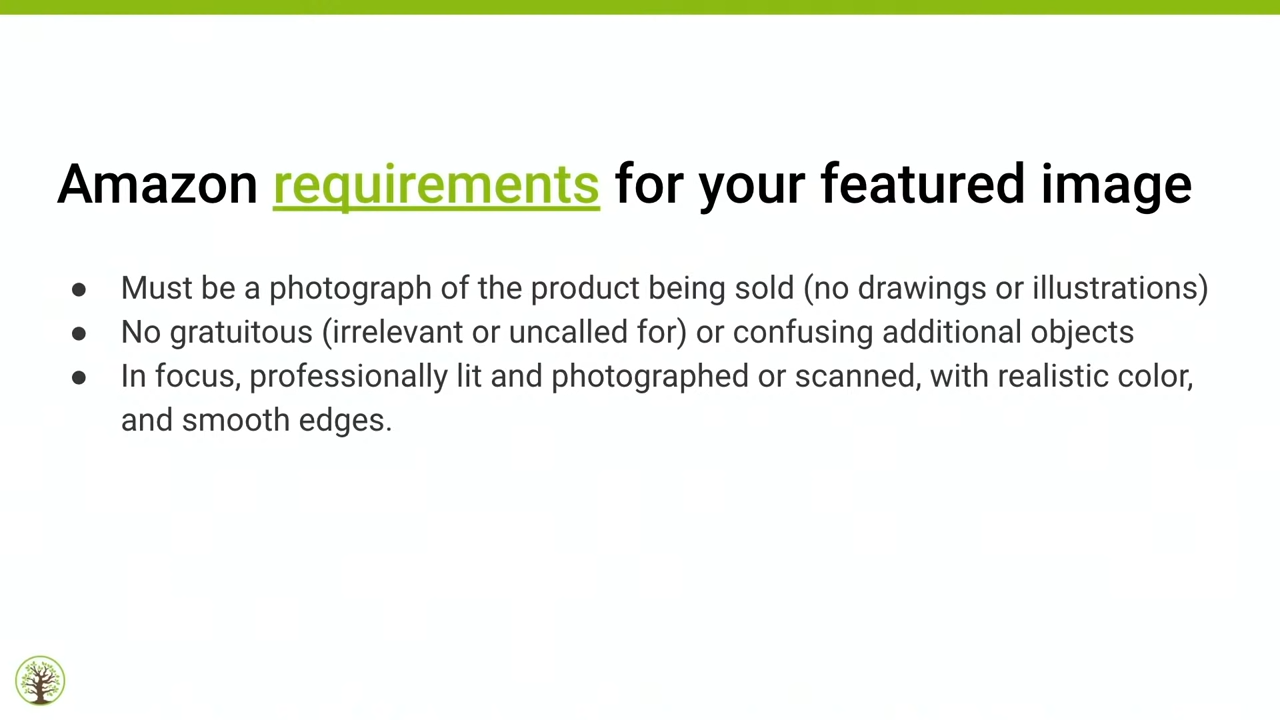 Amazon requirements for your featured image
● Must be a photograph of the product being sold (no drawings or illustrations)
● No gratuitous (irrelevant or uncalled for) or confusing additional objects
● In focus, professionally lit and photographed or scanned, with realistic color,
and smooth edges.